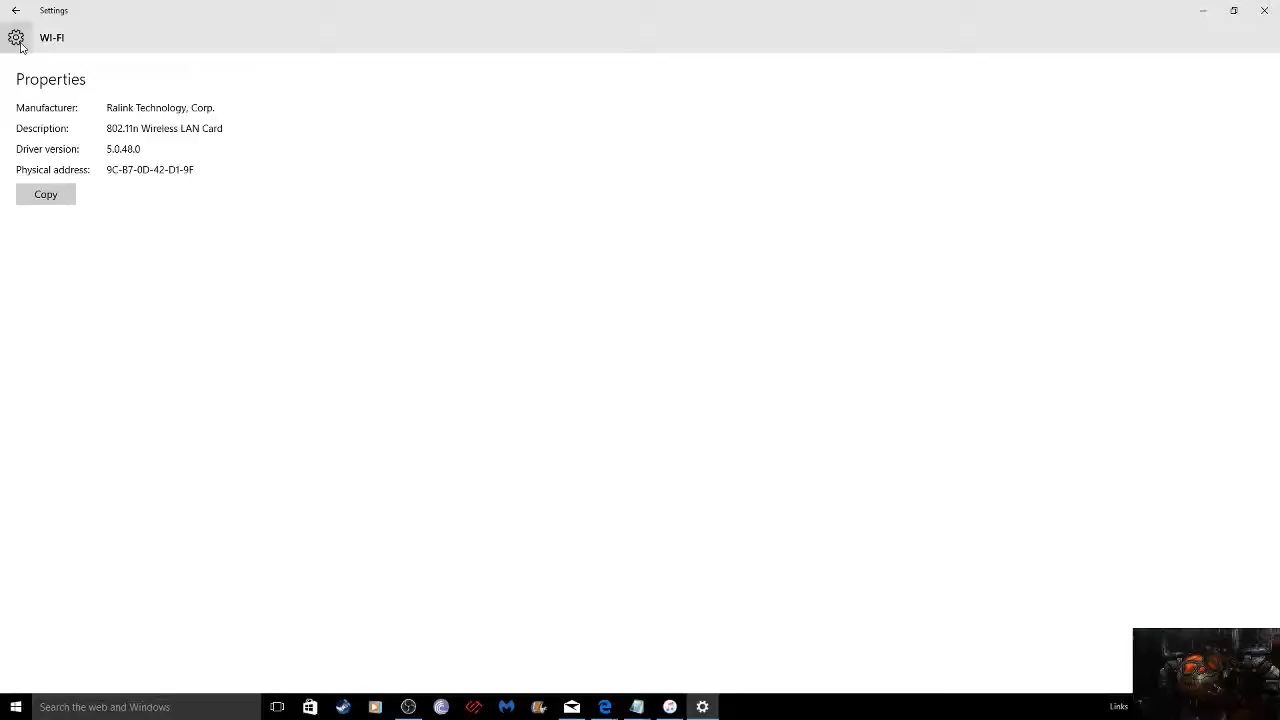 Settings
WI-FI
Properties
Manufacturer: Ralink Technology, Corp.
Description: 802.11n Wireless LAN Card
Driver version: 5.0.48.0
Physical address: 9C-B7-0D-42-D1-9F
Copy
Search the web and Windows
Links